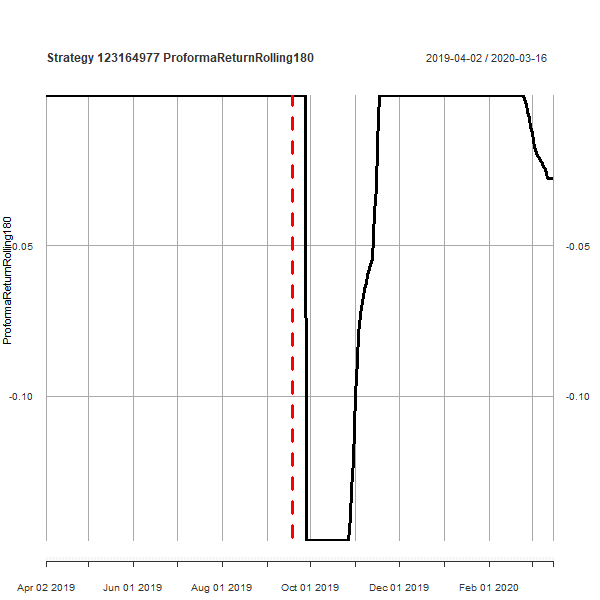 Strategy 123164977 ProformaReturnRolling180
2019-04-02 / 2020-03-16
ProformaReturnRolling180
-0.05
-0.05
-0.10
-0.10
Apr 02 2019
Jun 01 2019
Aug 01 2019
Oct 01 2019
Dec 01 2019
Feb 01 2020